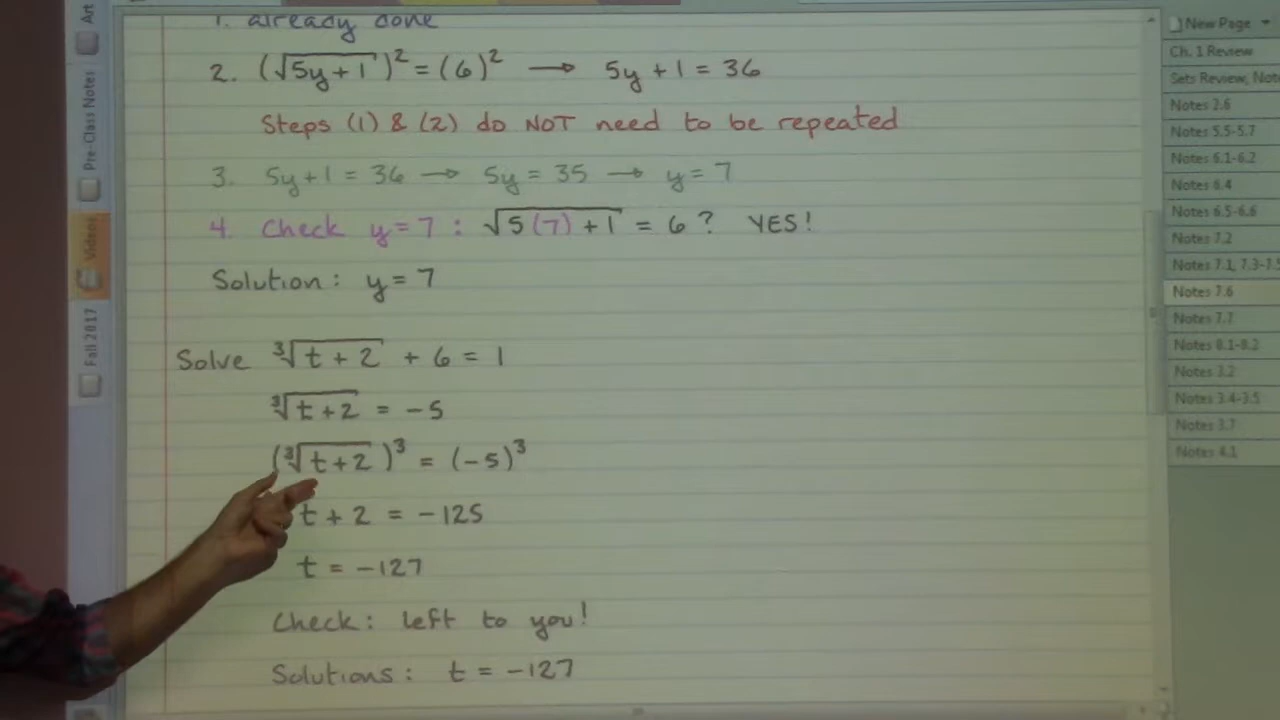 1. already done
2. (√5y+1)² = (6)² → 5y + 1 = 36
Steps (1) & (2) do NOT need to be repeated
3. 5y+1 = 36 → 5y = 35 → y = 7
4. Check y = 7 : √5(7)+1 = 6? YES!
Solution: y = 7
Solve ∛t+2 + 6 = 1
∛t+2 = -5
(∛t+2)³ = (-5)³
t + 2 = -125
t = -127
Check: left to you!
Solutions: t = -127
Art
Pre-Class Notes
Videos
Fall 2017
New Page
Ch. 1 Review
Sets Review,
Notes 2.6
Notes 5.5-5.7
Notes 6.1-6.2
Notes 6.4
Notes 6.5-6.6
Notes 7.2
Notes 7.1, 7.3-7.5
Notes 7.6
Notes 7.7
Notes 8.1-8.2
Notes 3.2
Notes 3.4-3.5
Notes 3.7
Notes 4.1